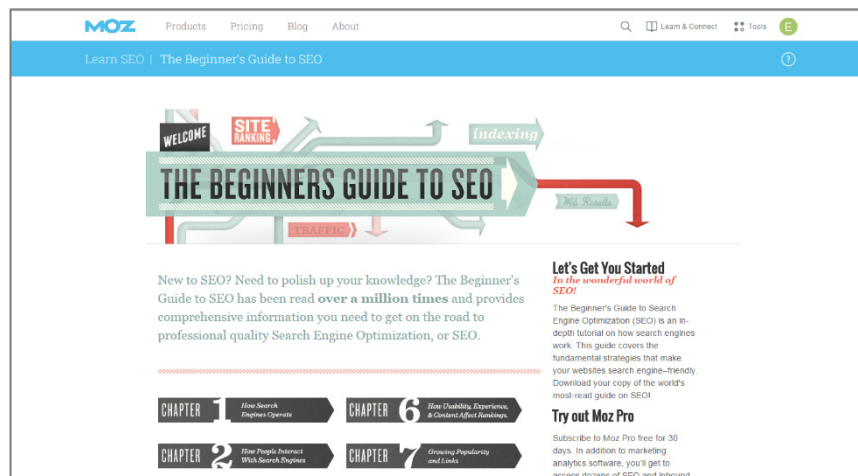 MOZ Products Pricing Blog About Learn & Connect Tools E
Learn SEO | The Beginner's Guide to SEO ?
WELCOME
SITE
RANKING
indexing
THE BEGINNERS GUIDE TO SEO
Web Results
TRAFFIC
New to SEO? Need to polish up your knowledge? The Beginner's
Guide to SEO has been read over a million times and provides
comprehensive information you need to get on the road to
professional quality Search Engine Optimization, or SEO.
CHAPTER 1 How Search
Engines Operate
CHAPTER 6 How Usability, Experience,
& Content Affect Rankings.
CHAPTER 2 How People Interact
With Search Engines
CHAPTER 7 Growing Popularity
and Links
Let's Get You Started
In the wonderful world of
SEO!
The Beginner's Guide to Search
Engine Optimization (SEO) is an in-
depth tutorial on how search engines
work. This guide covers the
fundamental strategies that make
your websites search engine–friendly.
Download your copy of the world's
most-read guide on SEO!
Try out Moz Pro
Subscribe to Moz Pro free for 30
days. In addition to marketing
analytics software, you'll get to
access dozens of SEO and inbound